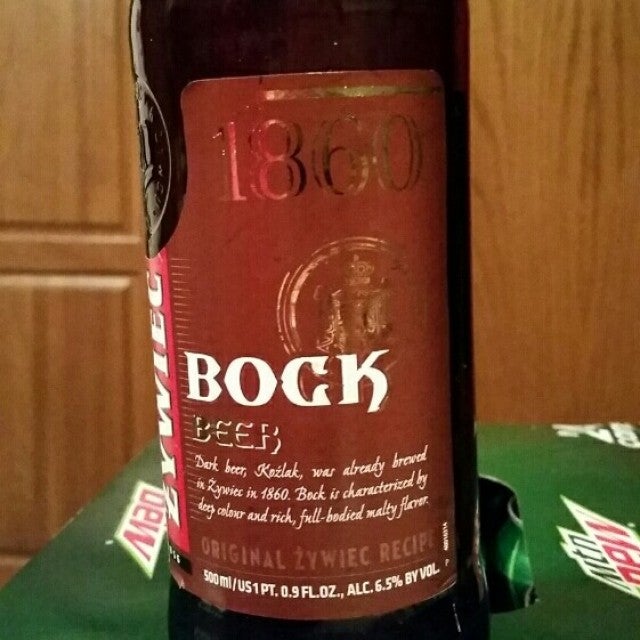 1860
ŻYWIEC
BOCK
BEER
Dark beer, Koźlak, was already brewed
in Żywiec in 1860. Bock is characterized by
deep colour and rich, full-bodied malty flavor.
ORIGINAL ŻYWIEC RECIPE
500 ml/US 1 PT. 0.9 FL.OZ., ALC. 6.5% BY VOL.
Mtn
DEW